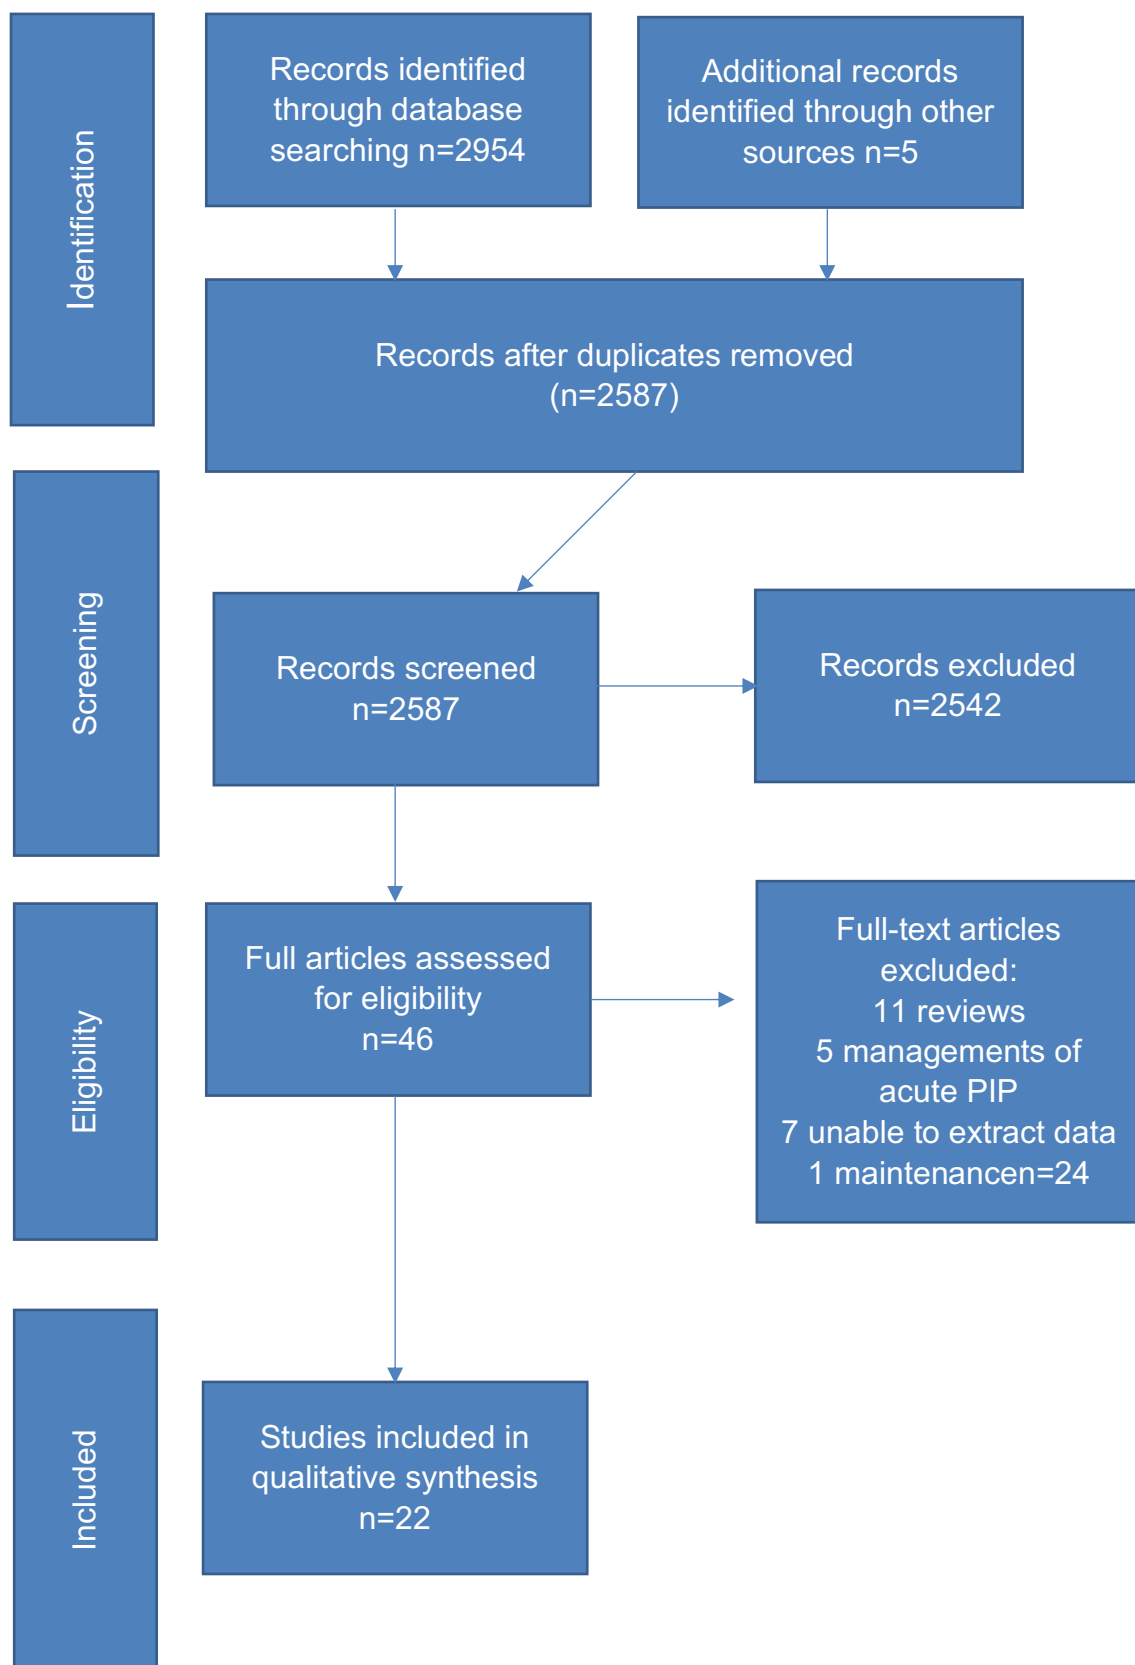 Identification
Records identified
through database
searching n=2954
Additional records
identified through other
sources n=5
Records after duplicates removed
(n=2587)
Screening
Records screened
n=2587
Records excluded
n=2542
Eligibility
Full articles assessed
for eligibility
n=46
Full-text articles
excluded:
11 reviews
5 managements of
acute PIP
7 unable to extract data
1 maintenancen=24
Included
Studies included in
qualitative synthesis
n=22